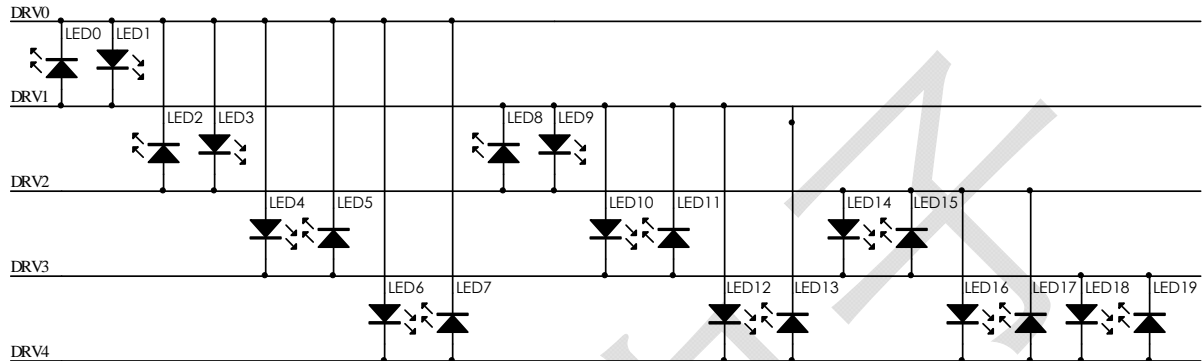 DRV0
LED0 LED1
DRV1
LED2 LED3 LED8 LED9
DRV2
LED4 LED5 LED10 LED11 LED14 LED15
DRV3
LED6 LED7 LED12 LED13 LED16 LED17 LED18 LED19
DRV4